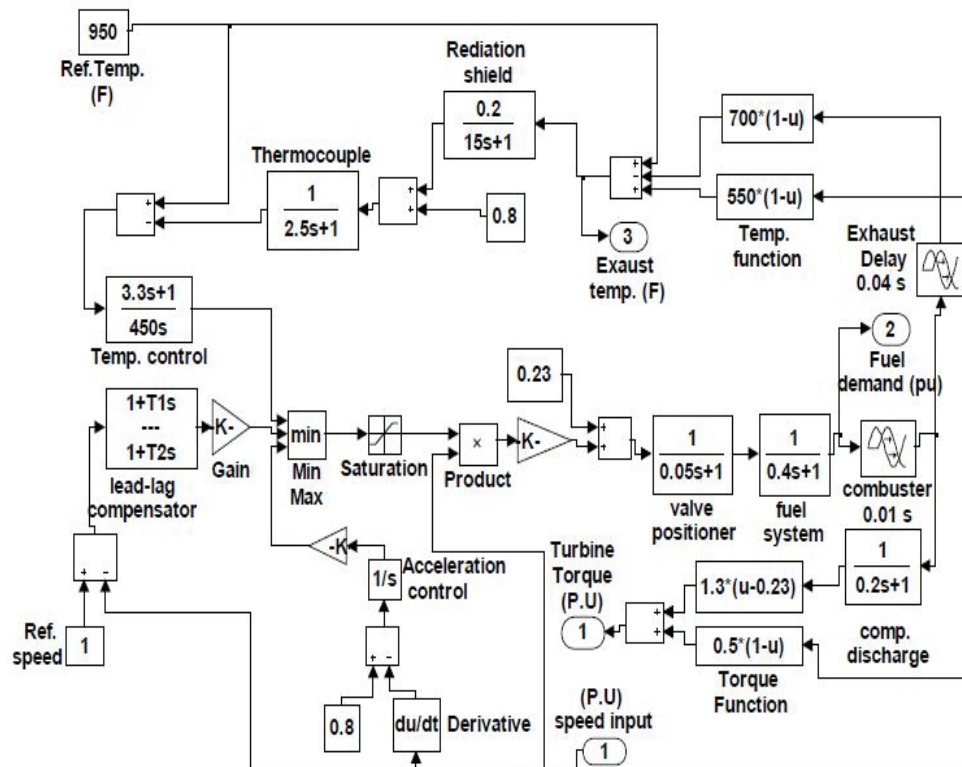 950
Ref.Temp.
(F)
Rediation
shield
0.2
15s+1
700*(1-u)
Thermocouple
1
2.5s+1
+
+
0.8
+
-
+
550*(1-u)
+
-
3
Exaust
temp. (F)
Temp.
function
Exhaust
Delay
0.04 s
3.3s+1
450s
Temp. control
2
Fuel
demand (pu)
0.23
1+T1s
---
1+T2s
lead-lag
compensator
-K-
Gain
min
Min
Max
Saturation
×
Product
-K-
+
+
1
0.05s+1
valve
positioner
1
0.4s+1
fuel
system
combuster
0.01 s
-K
Acceleration
control
1/s
+ -
Ref.
speed
1
+ -
0.8
du/dt
Derivative
Turbine
Torque
(P.U)
1
+
+
1.3*(u-0.23)
0.5*(1-u)
Torque
Function
1
0.2s+1
comp.
discharge
(P.U)
speed input
1